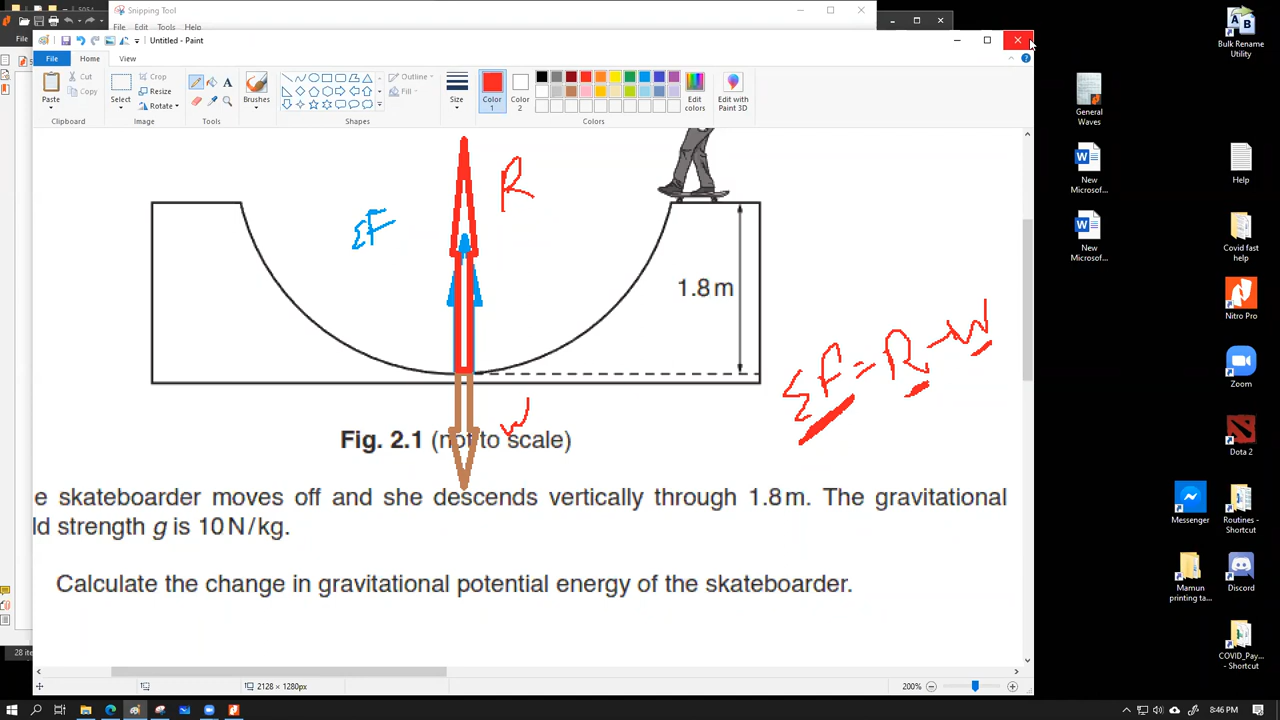 Snipping Tool
File Edit Tools Help
Untitled - Paint
File
File Home View
Paste
Cut
Copy
Clipboard
Select
Crop
Resize
Rotate
Image
Tools
Brushes
Shapes
Outline
Fill
Size
Color 1
Color 2
Colors
Edit colors
Edit with Paint 3D
R
ΣF
1.8 m
ΣF = R - W
W
Fig. 2.1 (not to scale)
e skateboarder moves off and she descends vertically through 1.8 m. The gravitational
ld strength g is 10 N/kg.
Calculate the change in gravitational potential energy of the skateboarder.
28 ite
2128 × 1280px
200%
Bulk Rename Utility
General Waves
New Microsof...
Help
New Microsof...
Covid fast help
Nitro Pro
Zoom
Dota 2
Messenger
Routines - Shortcut
Mamun printing ta...
Discord
COVID_Pay... - Shortcut
8:46 PM